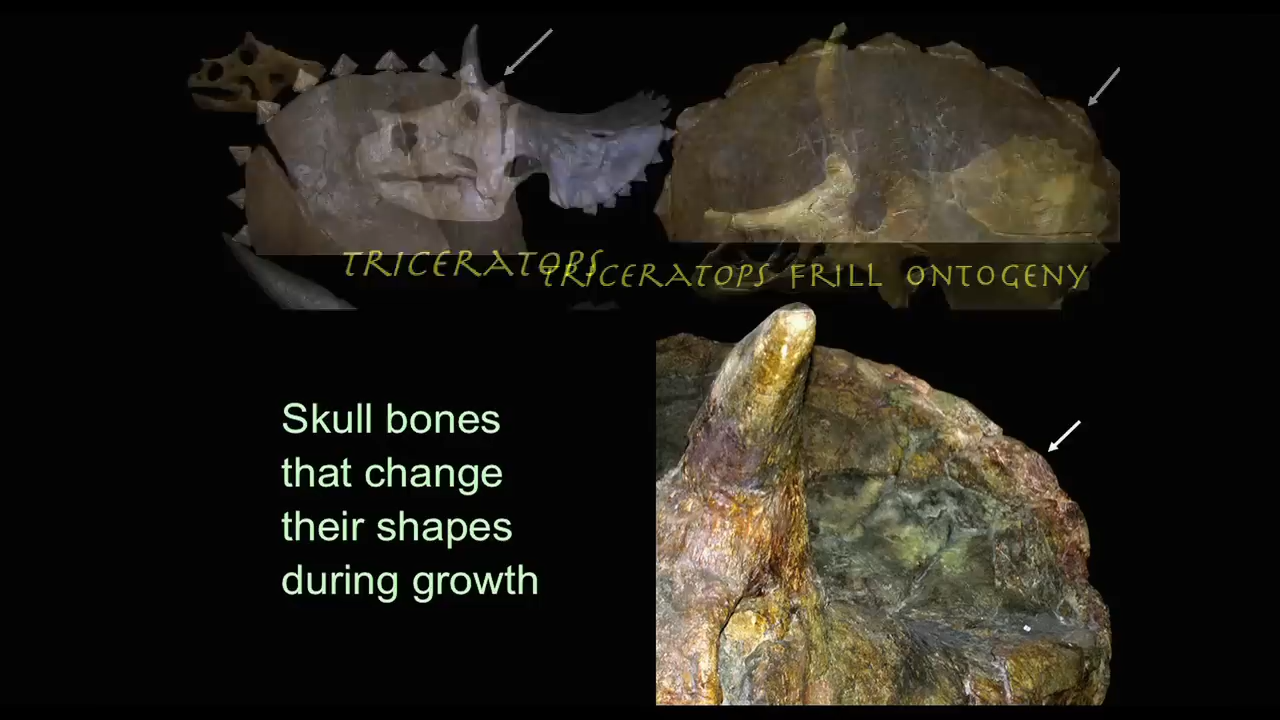 TRICERATOPS
TRICERATOPS FRILL ONTOGENY
Skull bones
that change
their shapes
during growth